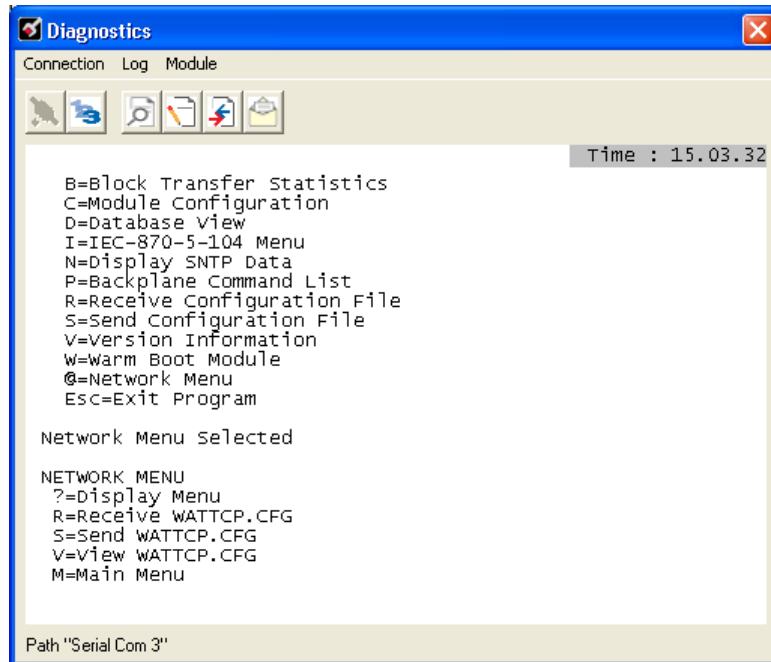 Diagnostics
Connection Log Module
Time : 15.03.32
B=Block Transfer Statistics
C=Module Configuration
D=Database View
I=IEC-870-5-104 Menu
N=Display SNTP Data
P=Backplane Command List
R=Receive Configuration File
S=Send Configuration File
V=Version Information
W=Warm Boot Module
@=Network Menu
Esc=Exit Program
Network Menu Selected
NETWORK MENU
?=Display Menu
R=Receive WATTCP.CFG
S=Send WATTCP.CFG
V=View WATTCP.CFG
M=Main Menu
Path "Serial Com 3"